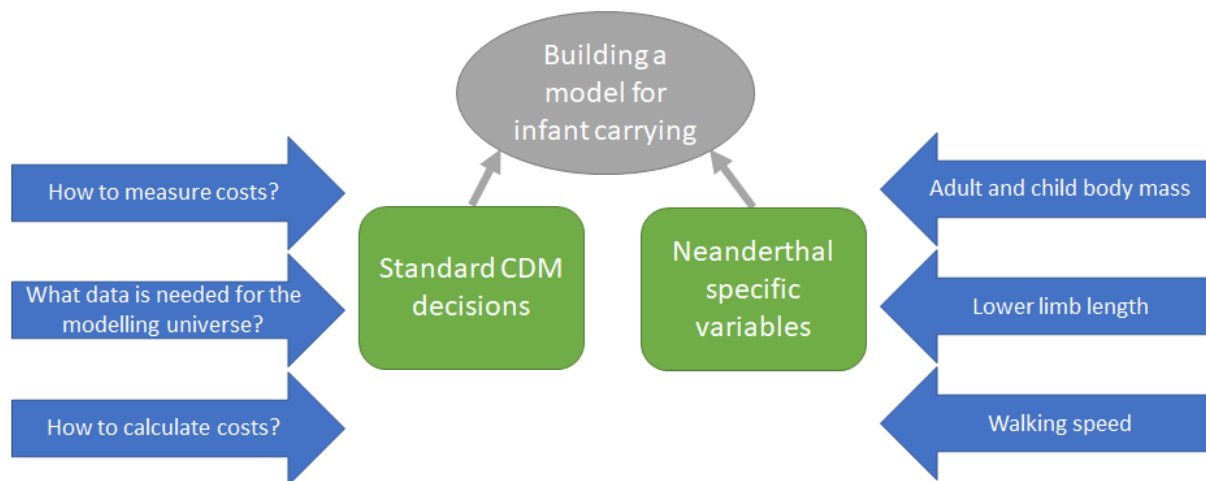 Building a
model for
infant carrying
How to measure costs?
What data is needed for the
modelling universe?
How to calculate costs?
Standard CDM
decisions
Neanderthal
specific
variables
Adult and child body mass
Lower limb length
Walking speed